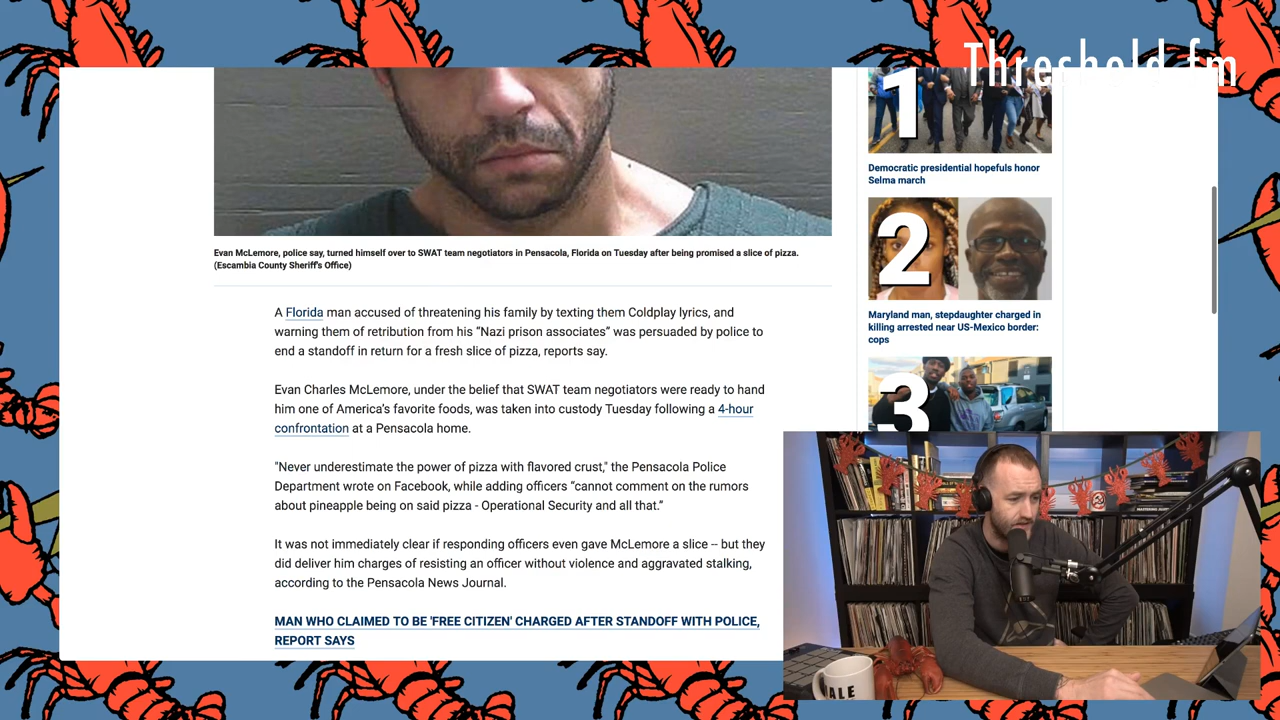 Threshold.fm
1
Democratic presidential hopefuls honor
Selma march
2
Maryland man, stepdaughter charged in
killing arrested near US-Mexico border:
cops
3
Evan McLemore, police say, turned himself over to SWAT team negotiators in Pensacola, Florida on Tuesday after being promised a slice of pizza.
(Escambia County Sheriff's Office)
A Florida man accused of threatening his family by texting them Coldplay lyrics, and
warning them of retribution from his “Nazi prison associates” was persuaded by police to
end a standoff in return for a fresh slice of pizza, reports say.
Evan Charles McLemore, under the belief that SWAT team negotiators were ready to hand
him one of America's favorite foods, was taken into custody Tuesday following a 4-hour
confrontation at a Pensacola home.
"Never underestimate the power of pizza with flavored crust," the Pensacola Police
Department wrote on Facebook, while adding officers “cannot comment on the rumors
about pineapple being on said pizza - Operational Security and all that.”
It was not immediately clear if responding officers even gave McLemore a slice – but they
did deliver him charges of resisting an officer without violence and aggravated stalking,
according to the Pensacola News Journal.
MAN WHO CLAIMED TO BE 'FREE CITIZEN' CHARGED AFTER STANDOFF WITH POLICE,
REPORT SAYS
ALE